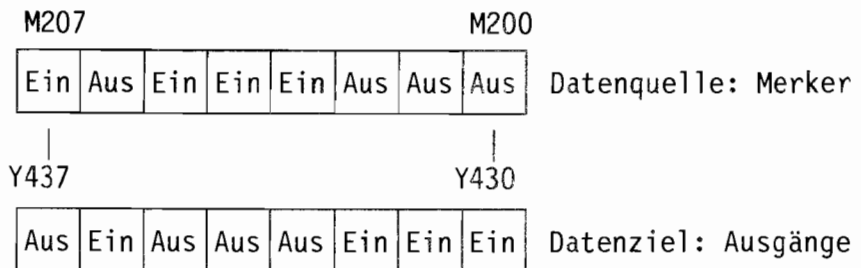 M207 M200
Ein Aus Ein Ein Ein Aus Aus Aus Datenquelle: Merker
Y437 Y430
Aus Ein Aus Aus Aus Ein Ein Ein Datenziel: Ausgänge